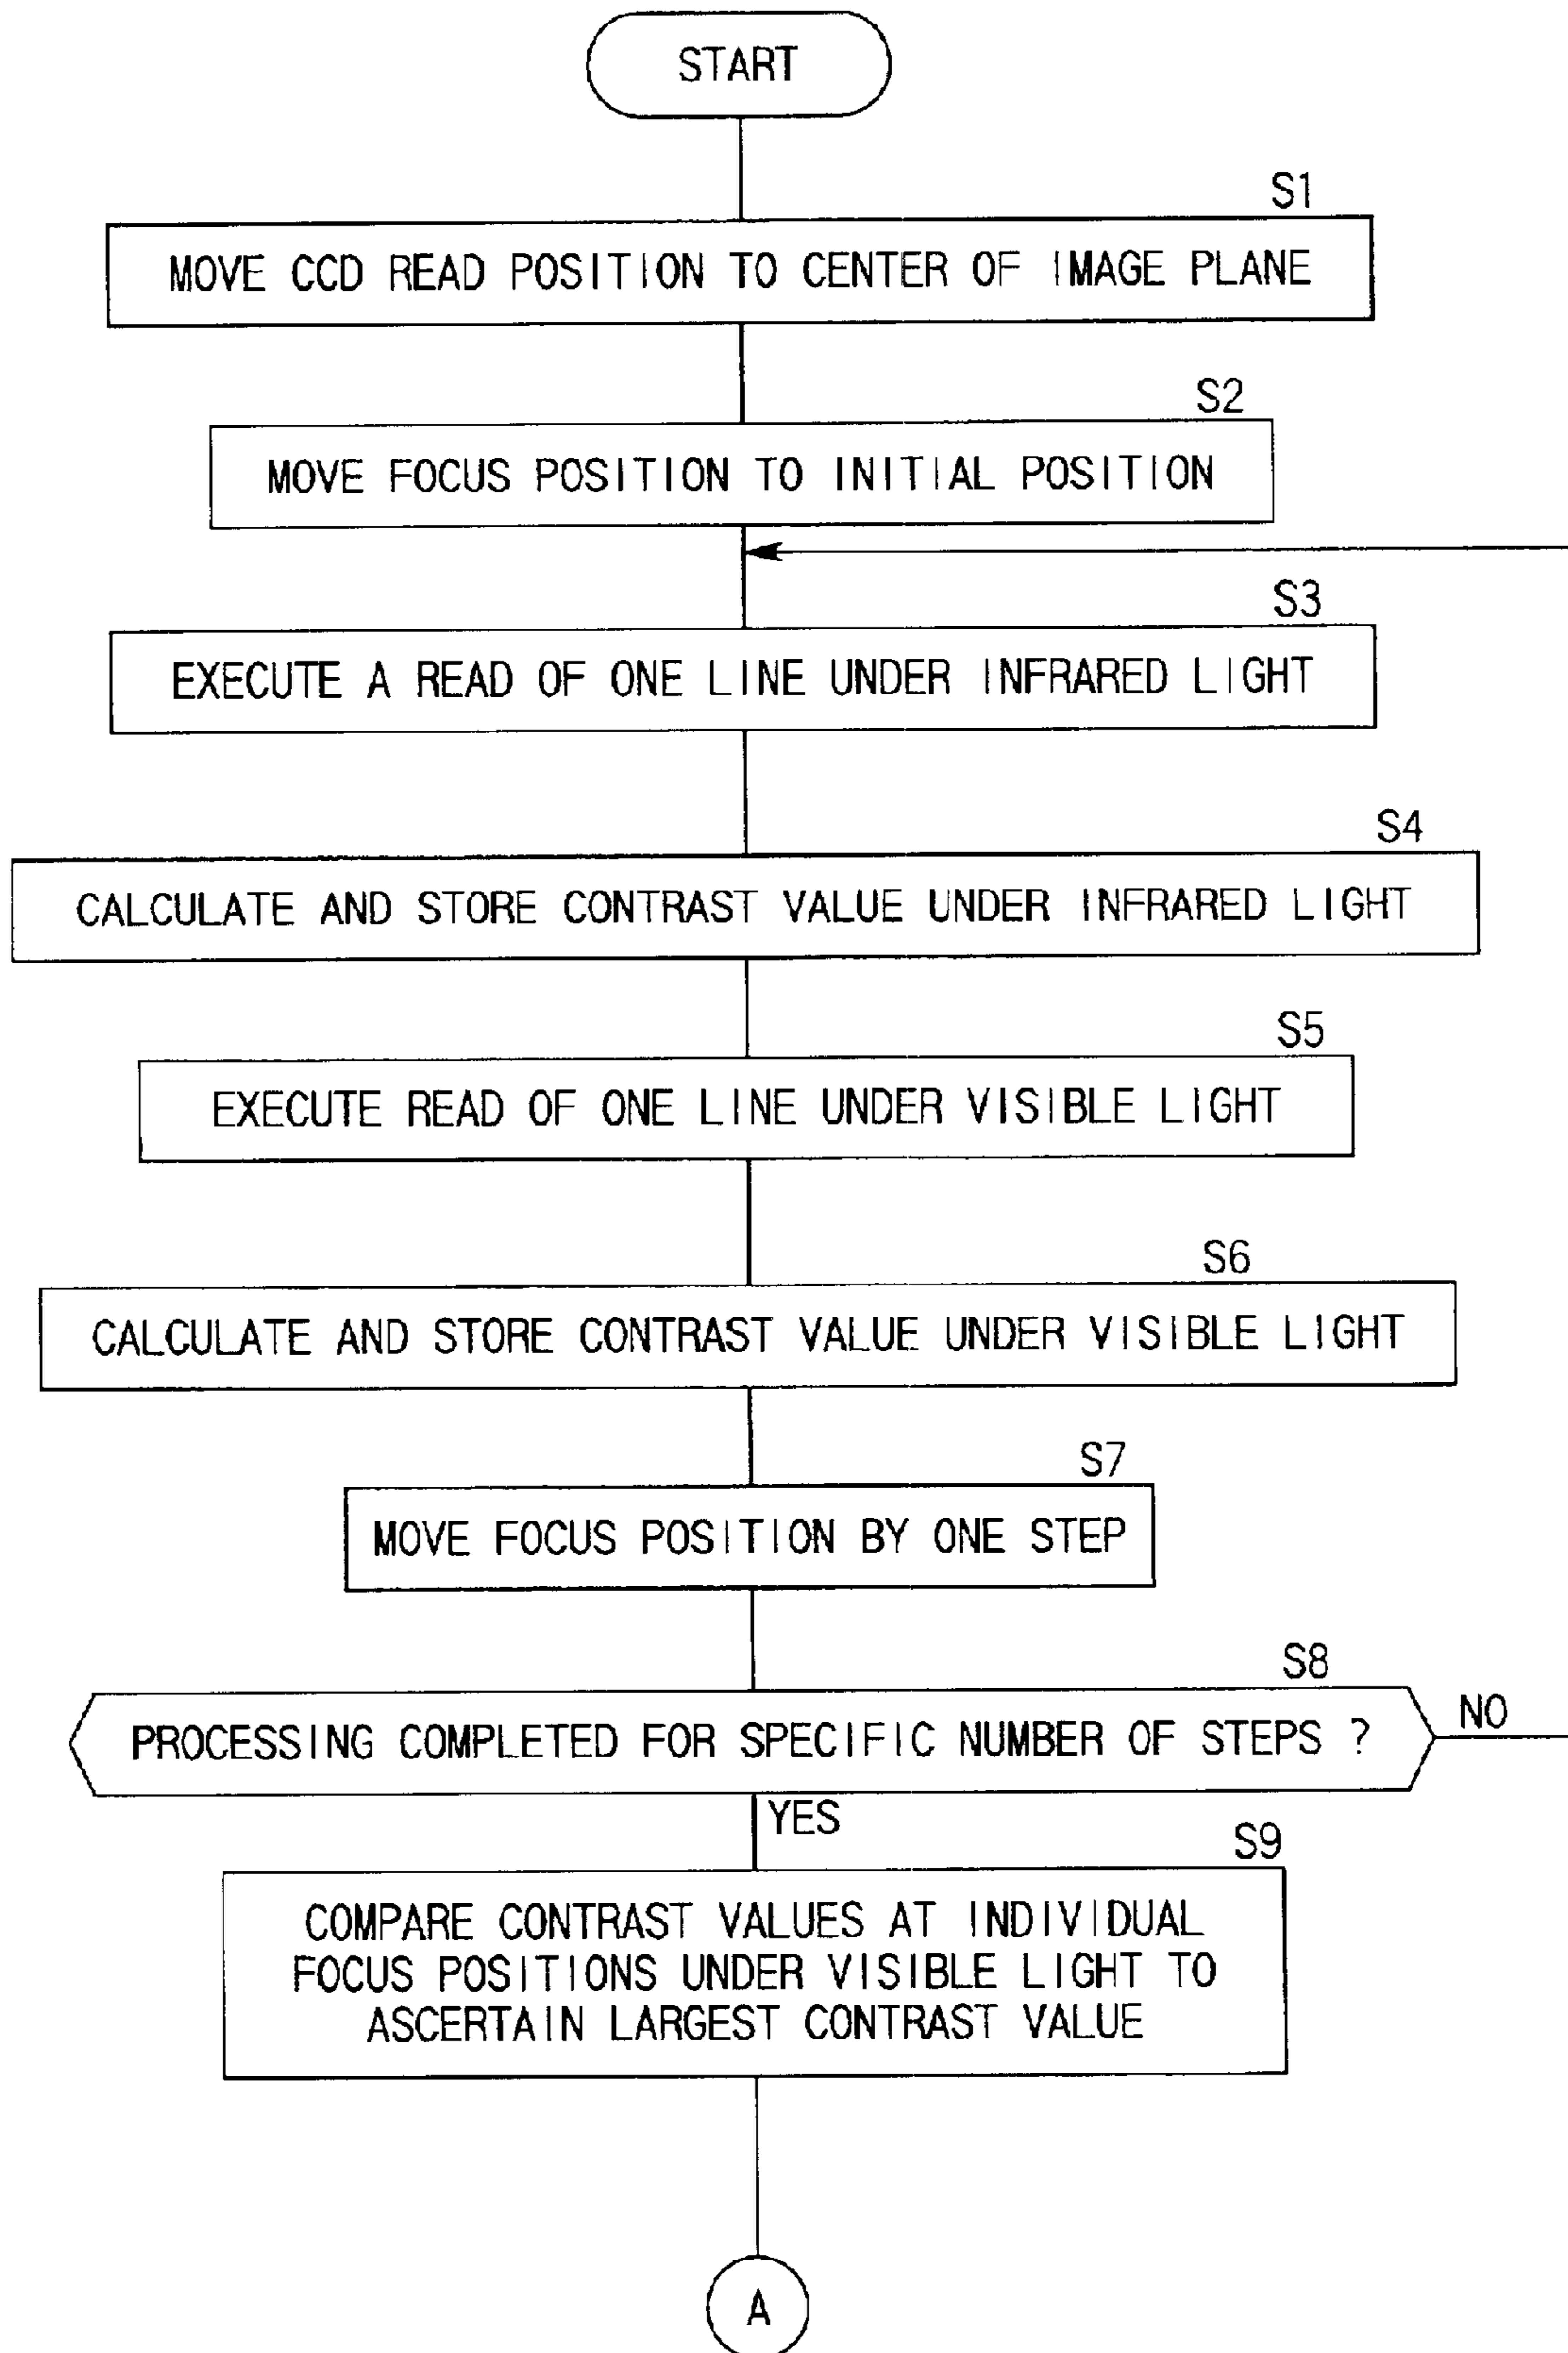 START
S1
MOVE CCD READ POSITION TO CENTER OF IMAGE PLANE
S2
MOVE FOCUS POSITION TO INITIAL POSITION
S3
EXECUTE A READ OF ONE LINE UNDER INFRARED LIGHT
S4
CALCULATE AND STORE CONTRAST VALUE UNDER INFRARED LIGHT
S5
EXECUTE READ OF ONE LINE UNDER VISIBLE LIGHT
S6
CALCULATE AND STORE CONTRAST VALUE UNDER VISIBLE LIGHT
S7
MOVE FOCUS POSITION BY ONE STEP
S8
PROCESSING COMPLETED FOR SPECIFIC NUMBER OF STEPS ?
NO
YES
S9
COMPARE CONTRAST VALUES AT INDIVIDUAL
FOCUS POSITIONS UNDER VISIBLE LIGHT TO
ASCERTAIN LARGEST CONTRAST VALUE
A